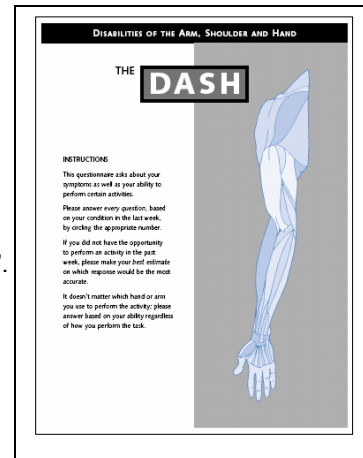 DISABILITIES OF THE ARM, SHOULDER AND HAND
THE
DASH
INSTRUCTIONS
This questionnaire asks about your
symptoms as well as your ability to
perform certain activities.
Please answer every question, based
on your condition in the last week,
by circling the appropriate number.
If you did not have the opportunity
to perform an activity in the past
week, please make your best estimate
on which response would be the most
accurate.
It doesn't matter which hand or arm
you use to perform the activity; please
answer based on your ability regardless
of how you perform the task.